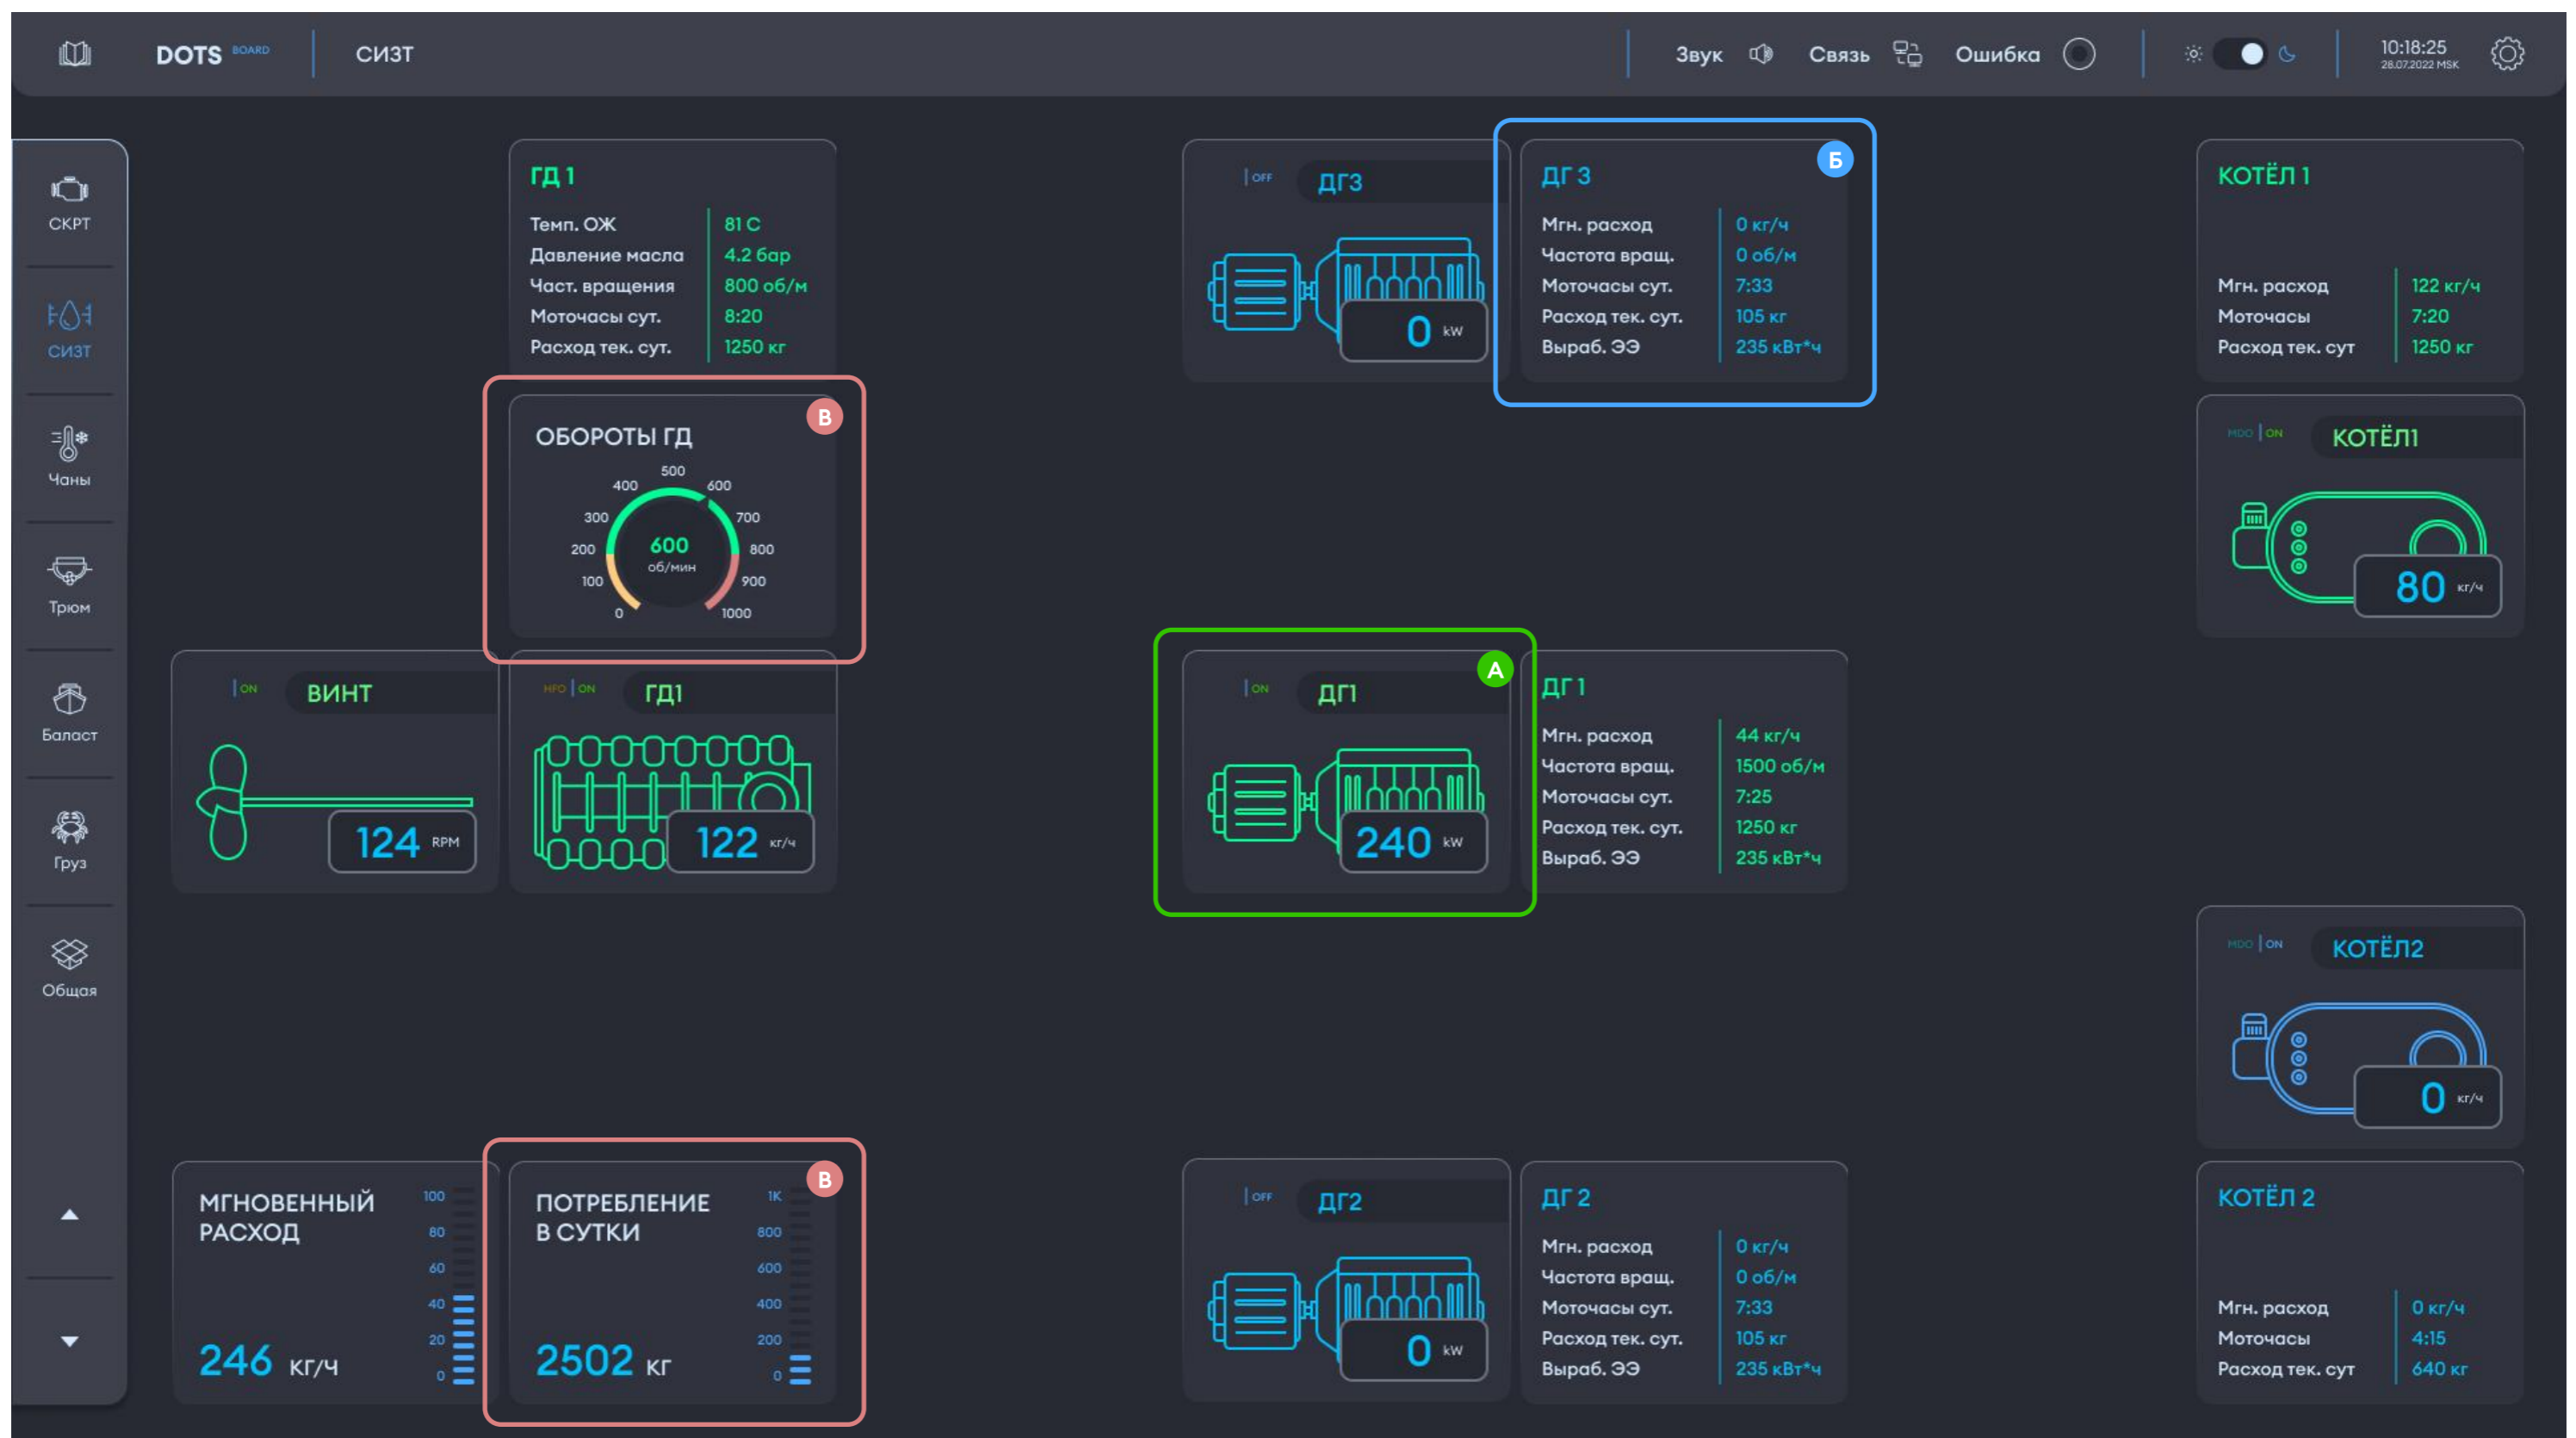 DOTS BOARD
СИЗТ
Звук
Связь
Ошибка
10:18:25
28.07.2022 MSK
СКРТ
СИЗТ
Чаны
Трюм
Баласт
Груз
Общая
ГД 1
Темп. ОЖ 81 C
Давление масла 4.2 бар
Част. вращения 800 об/м
Моточасы сут. 8:20
Расход тек. сут. 1250 кг
ОБОРОТЫ ГД
В
500
400 600
300 700
200 800
100 900
0 1000
600
об/мин
ON
ВИНТ
124 RPM
HFO ON
ГД1
122 кг/ч
МГНОВЕННЫЙ
РАСХОД
100
80
60
40
20
0
246 кг/ч
ПОТРЕБЛЕНИЕ
В СУТКИ
В
1K
800
600
400
200
0
2502 кг
OFF
ДГ3
0 kW
ДГ 3
Б
Мгн. расход 0 кг/ч
Частота вращ. 0 об/м
Моточасы сут. 7:33
Расход тек. сут. 105 кг
Выраб. ЭЭ 235 кВт*ч
ON
ДГ1
А
240 kW
ДГ 1
Мгн. расход 44 кг/ч
Частота вращ. 1500 об/м
Моточасы сут. 7:25
Расход тек. сут. 1250 кг
Выраб. ЭЭ 235 кВт*ч
OFF
ДГ2
0 kW
ДГ 2
Мгн. расход 0 кг/ч
Частота вращ. 0 об/м
Моточасы сут. 7:33
Расход тек. сут. 105 кг
Выраб. ЭЭ 235 кВт*ч
КОТЁЛ 1
Мгн. расход 122 кг/ч
Моточасы 7:20
Расход тек. сут 1250 кг
MDO ON
КОТЁЛ1
80 кг/ч
MDO ON
КОТЁЛ2
0 кг/ч
КОТЁЛ 2
Мгн. расход 0 кг/ч
Моточасы 4:15
Расход тек. сут 640 кг